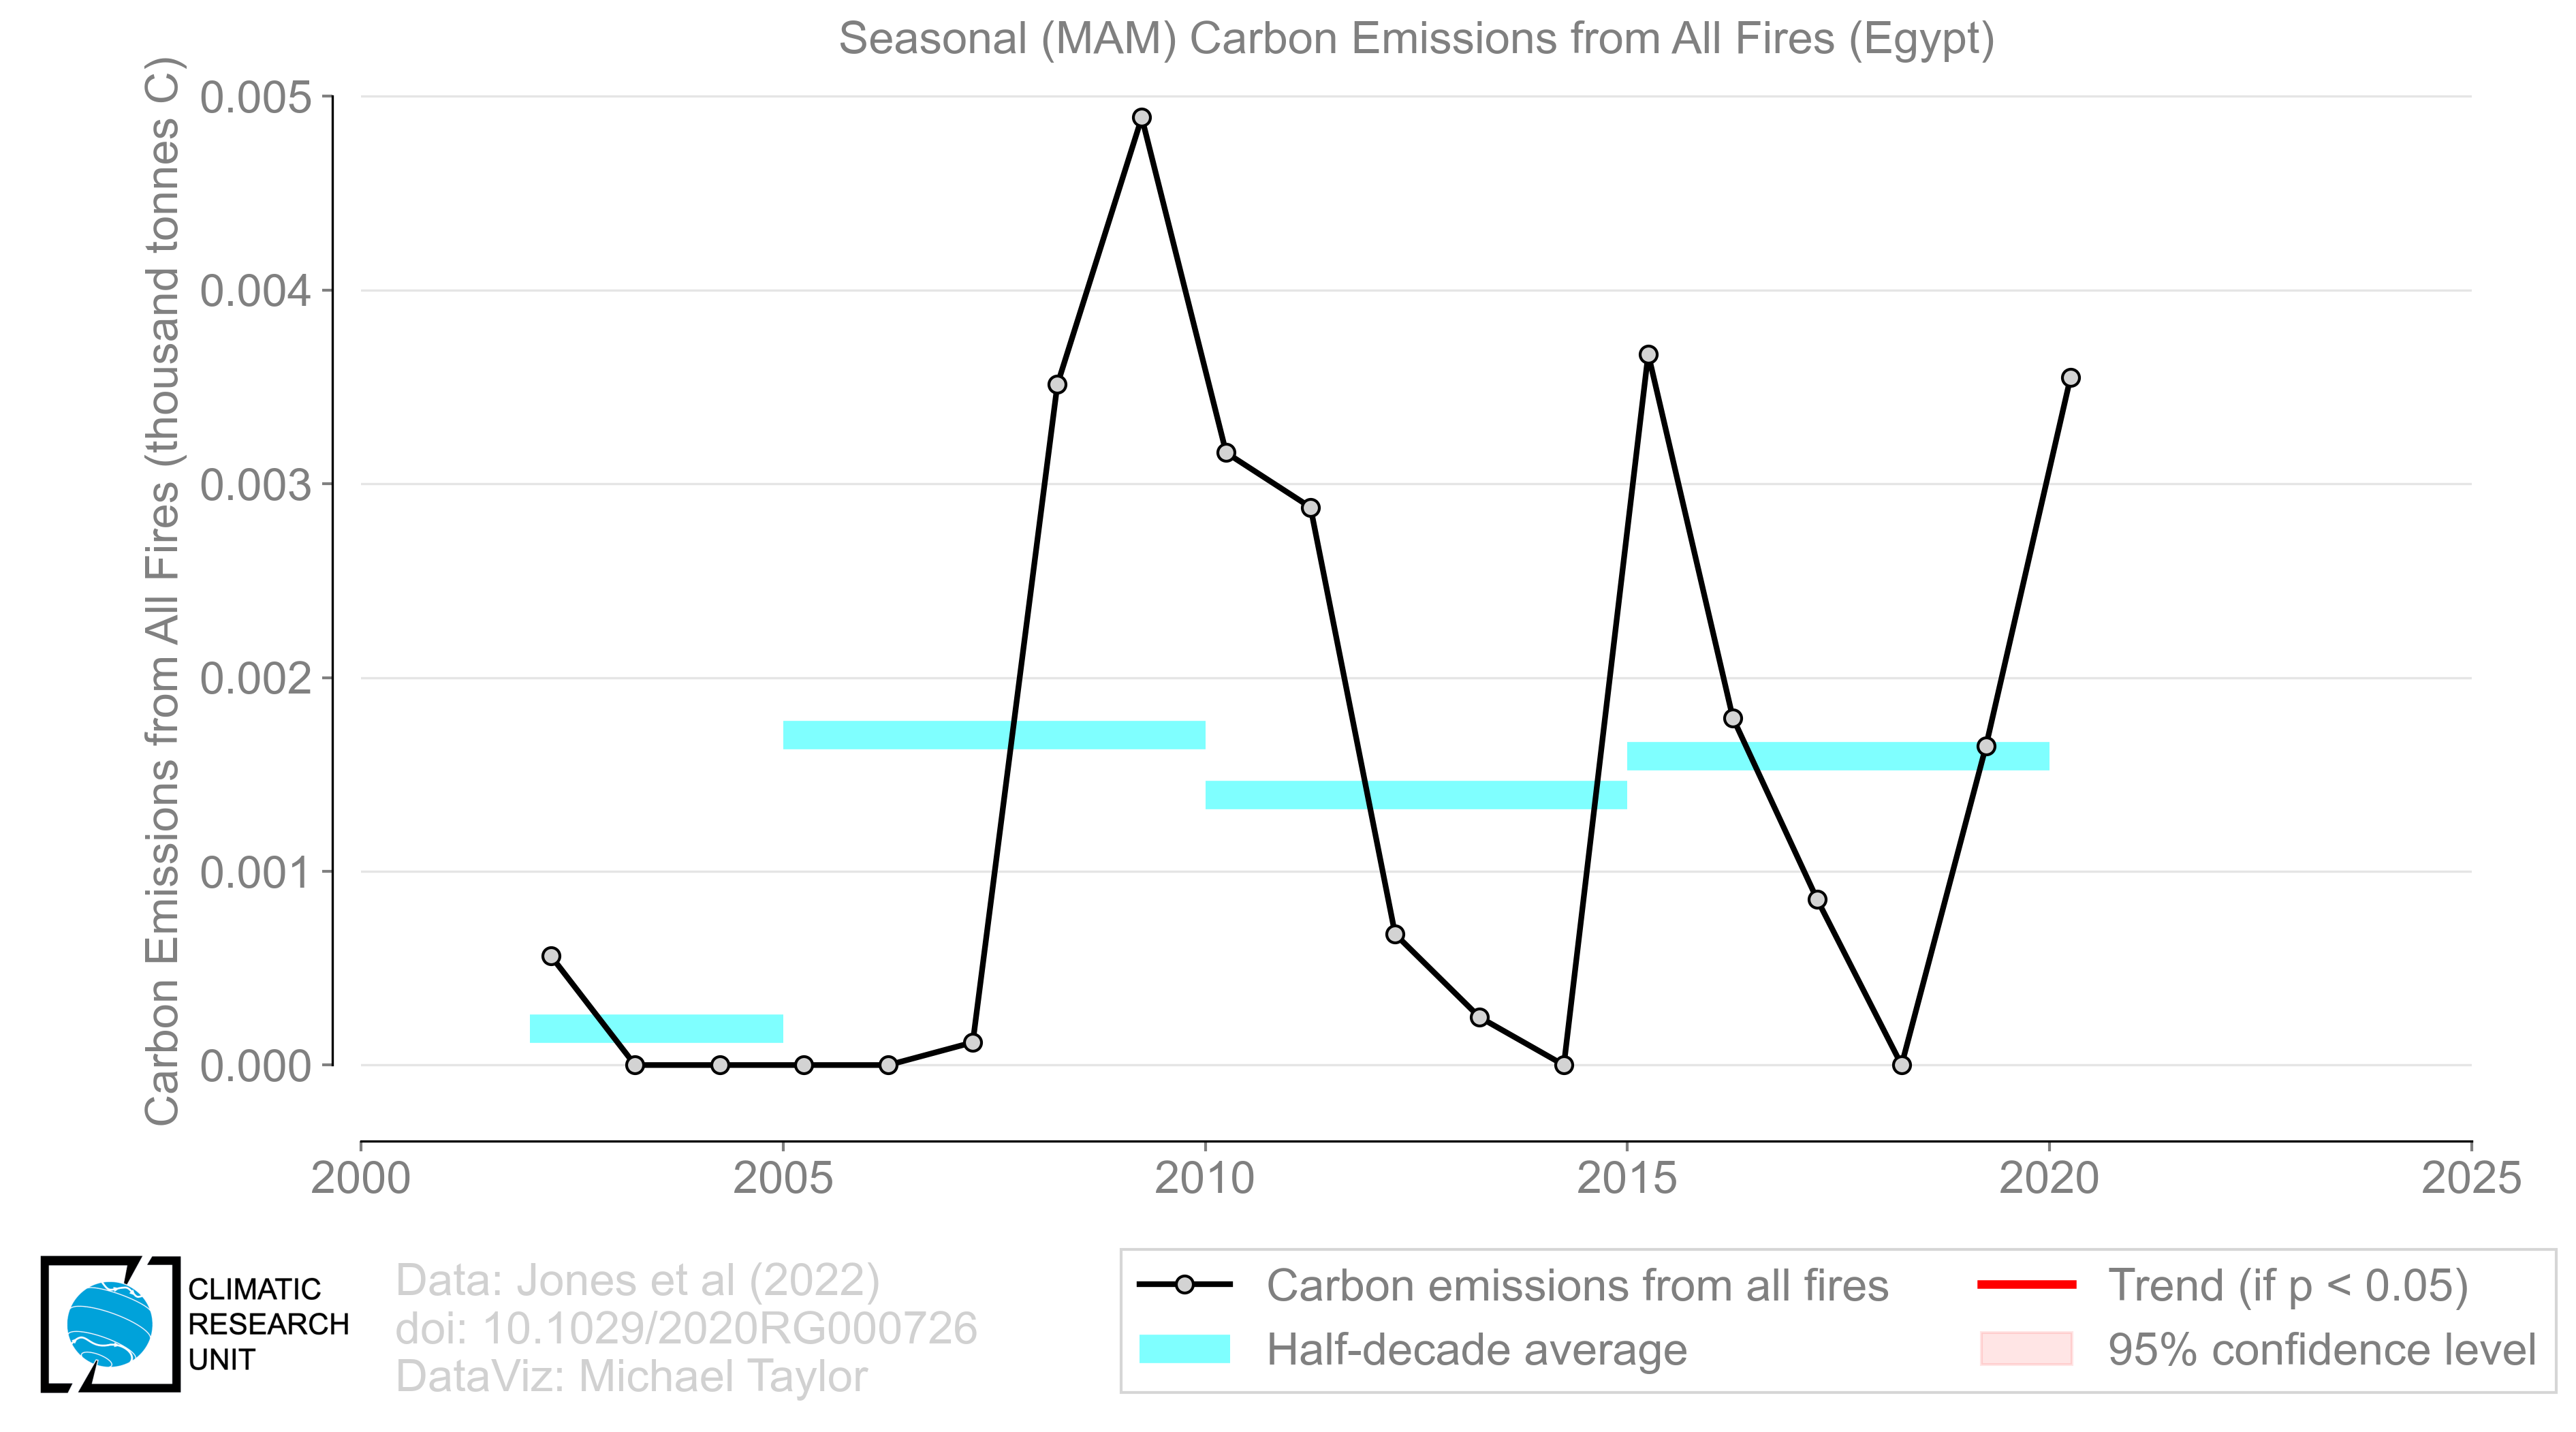 Seasonal (MAM) Carbon Emissions from All Fires (Egypt)
Carbon Emissions from All Fires (thousand tonnes C)
0.005
0.004
0.003
0.002
0.001
0.000
2000 2005 2010 2015 2020 2025
CLIMATIC
RESEARCH
UNIT
Data: Jones et al (2022)
doi: 10.1029/2020RG000726
DataViz: Michael Taylor
Carbon emissions from all fires
Half-decade average
Trend (if p < 0.05)
95% confidence level